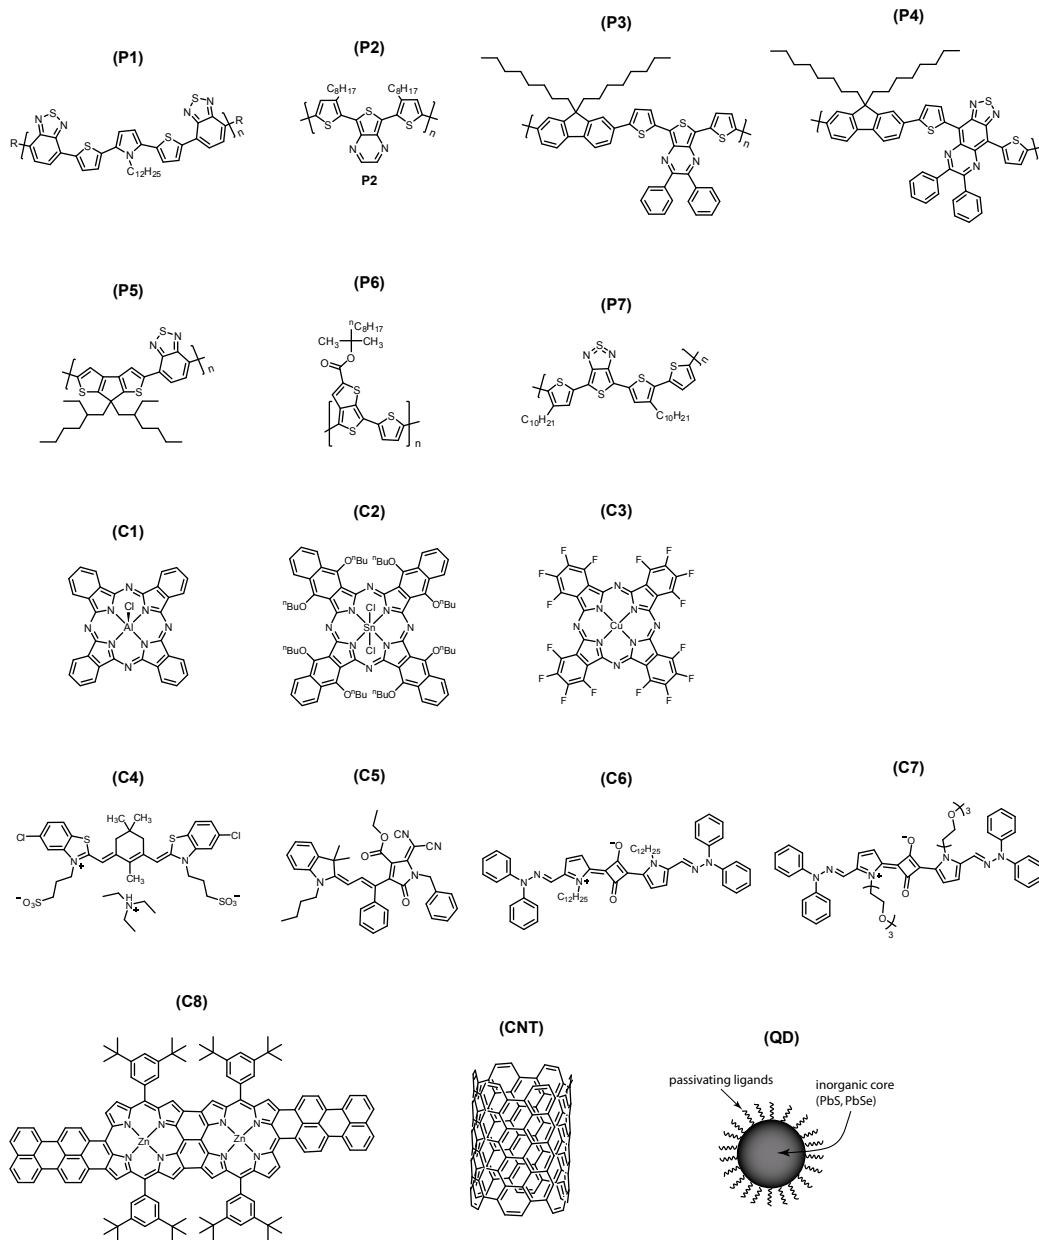 (P1)
(P2)
(P3)
(P4)
R
N
S
N
S
N
C12H25
S
N
S
N
R
n
C8H17
C8H17
S
S
S
N
N
n
P2
S
S
S
N
N
n
S
N
S
N
N
N
S
n
(P5)
(P6)
(P7)
N
S
N
S
S
n
nC8H17
CH3
CH3
O
O
S
S
S
n
N
S
N
S
S
S
S
C10H21
C10H21
n
(C1)
(C2)
(C3)
N
Cl
N
N
N
Al
N
N
N
N
OnBu
nBuO
OnBu
nBuO
N
Cl
N
N
N
Sn
N
N
N
N
Cl
OnBu
nBuO
OnBu
nBuO
OnBu
nBuO
F
F
F
F
F
F
F
F
N
N
N
N
Cu
N
N
N
N
F
F
F
F
F
F
F
F
(C4)
(C5)
(C6)
(C7)
Cl
S
H3C
CH3
S
Cl
N
+
CH3
N
-O3S
SO3-
H
N
+
O
O
CN
CN
N
N
O
N
N
N
+
C12H25
-O
O
C12H25
N
N
N
N
N
N
+
-O
O
O
3
O
3
N
N
N
(C8)
(CNT)
(QD)
N
N
Zn
N
N
N
N
Zn
N
N
passivating ligands
inorganic core
(PbS, PbSe)